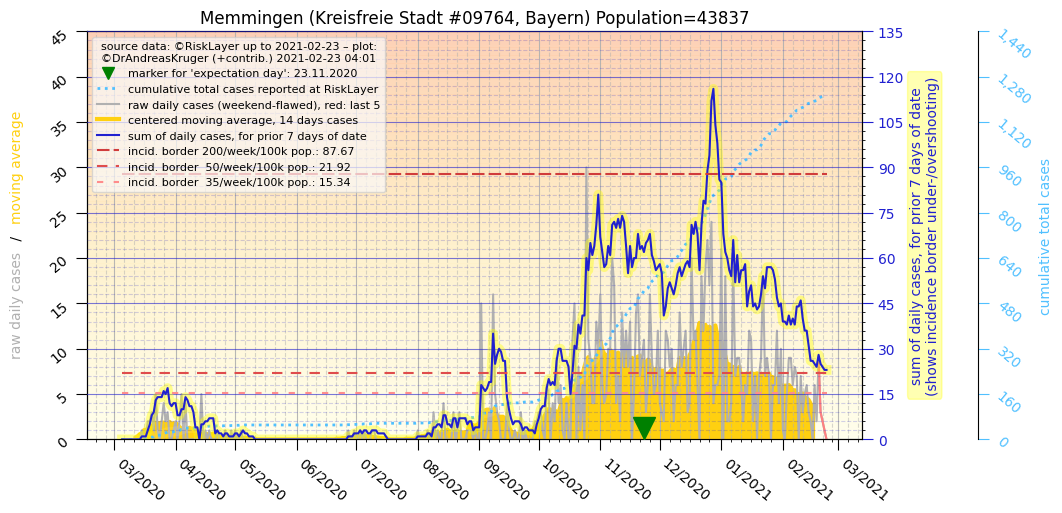 Memmingen (Kreisfreie Stadt #09764, Bayern) Population=43837
source data: ©RiskLayer up to 2021-02-23 – plot:
©DrAndreasKruger (+contrib.) 2021-02-23 04:01
marker for 'expectation day': 23.11.2020
cumulative total cases reported at RiskLayer
raw daily cases (weekend-flawed), red: last 5
centered moving average, 14 days cases
sum of daily cases, for prior 7 days of date
incid. border 200/week/100k pop.: 87.67
incid. border  50/week/100k pop.: 21.92
incid. border  35/week/100k pop.: 15.34
raw daily cases  /  moving average
45
40
35
30
25
20
15
10
5
0
03/2020
04/2020
05/2020
06/2020
07/2020
08/2020
09/2020
10/2020
11/2020
12/2020
01/2021
02/2021
03/2021
135
120
105
90
75
60
45
30
15
0
sum of daily cases, for prior 7 days of date
(shows incidence border under-/overshooting)
1,440
1,280
1,120
960
800
640
480
320
160
0
cumulative total cases